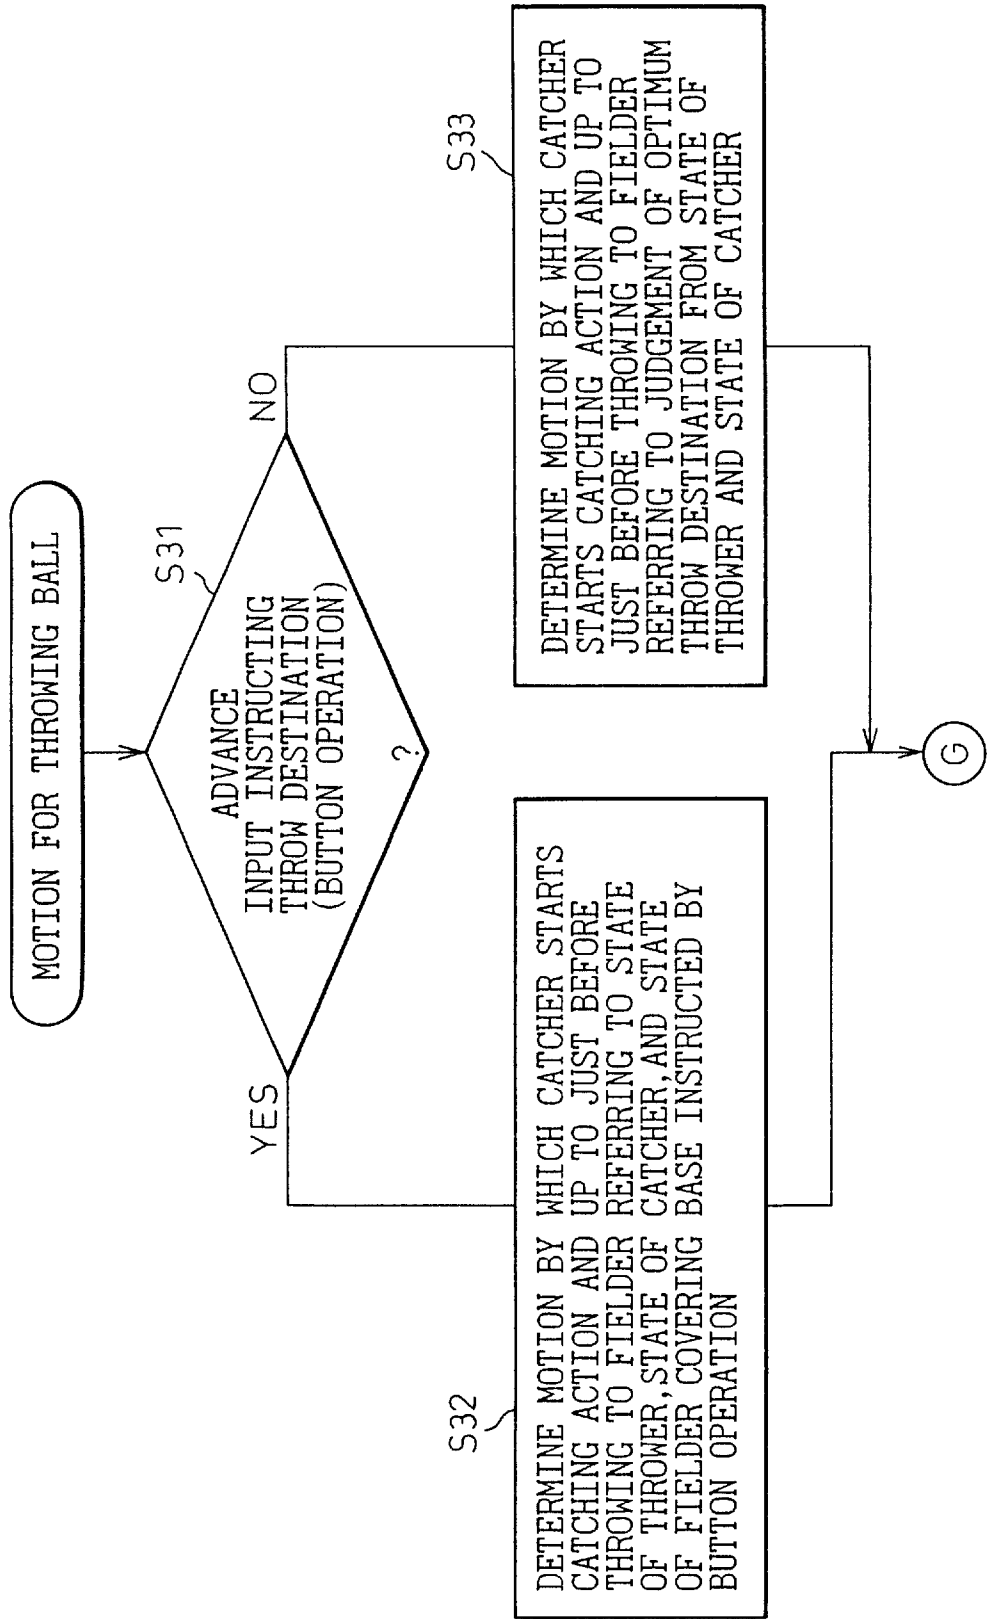 MOTION FOR THROWING BALL
S31
ADVANCE
INPUT INSTRUCTING
THROW DESTINATION
(BUTTON OPERATION)
?
YES
NO
S32
DETERMINE MOTION BY WHICH CATCHER STARTS
CATCHING ACTION AND UP TO JUST BEFORE
THROWING TO FIELDER REFERRING TO STATE
OF THROWER,STATE OF CATCHER,AND STATE
OF FIELDER COVERING BASE INSTRUCTED BY
BUTTON OPERATION
S33
DETERMINE MOTION BY WHICH CATCHER
STARTS CATCHING ACTION AND UP TO
JUST BEFORE THROWING TO FIELDER
REFERRING TO JUDGEMENT OF OPTIMUM
THROW DESTINATION FROM STATE OF
THROWER AND STATE OF CATCHER
G